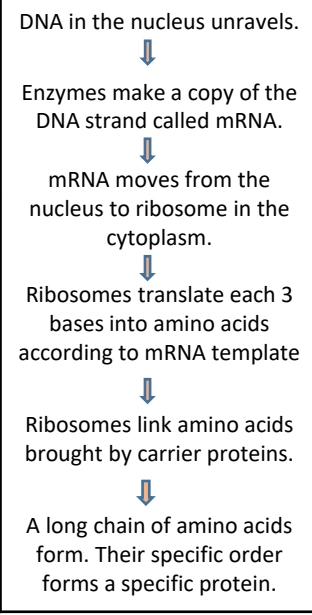 DNA in the nucleus unravels.
Enzymes make a copy of the
DNA strand called mRNA.
mRNA moves from the
nucleus to ribosome in the
cytoplasm.
Ribosomes translate each 3
bases into amino acids
according to mRNA template
Ribosomes link amino acids
brought by carrier proteins.
A long chain of amino acids
form. Their specific order
forms a specific protein.